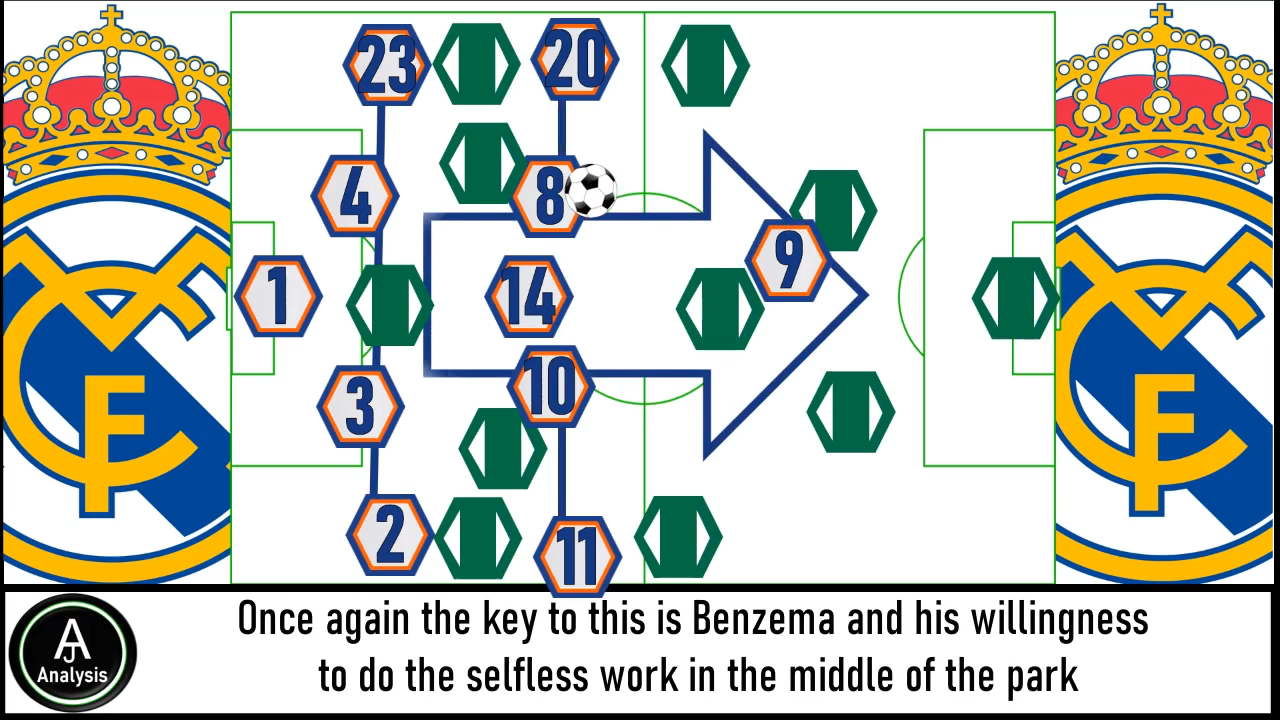 23
20
4
8
9
1
14
3
10
2
11
AJ
Analysis
Once again the key to this is Benzema and his willingness
to do the selfless work in the middle of the park